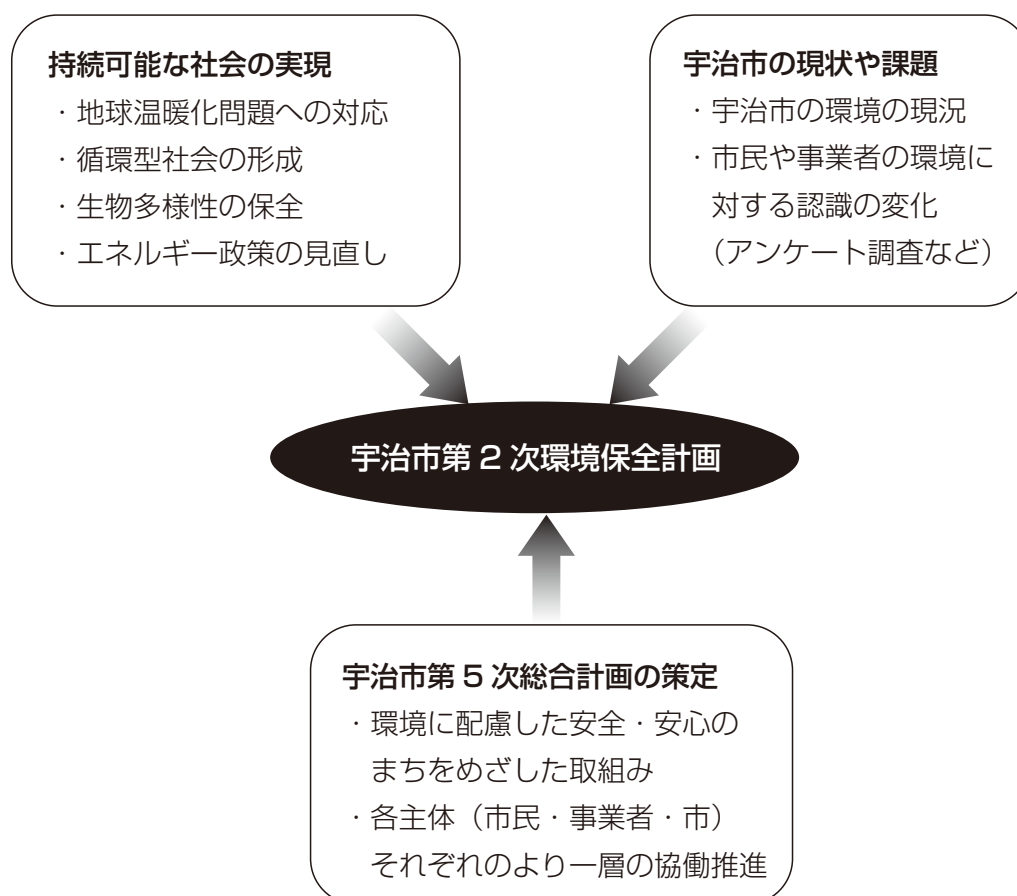 持続可能な社会の実現
・地球温暖化問題への対応
・循環型社会の形成
・生物多様性の保全
・エネルギー政策の見直し
宇治市の現状や課題
・宇治市の環境の現況
・市民や事業者の環境に
対する認識の変化
（アンケート調査など）
宇治市第2次環境保全計画
宇治市第5次総合計画の策定
・環境に配慮した安全・安心の
まちをめざした取組み
・各主体（市民・事業者・市）
それぞれのより一層の協働推進